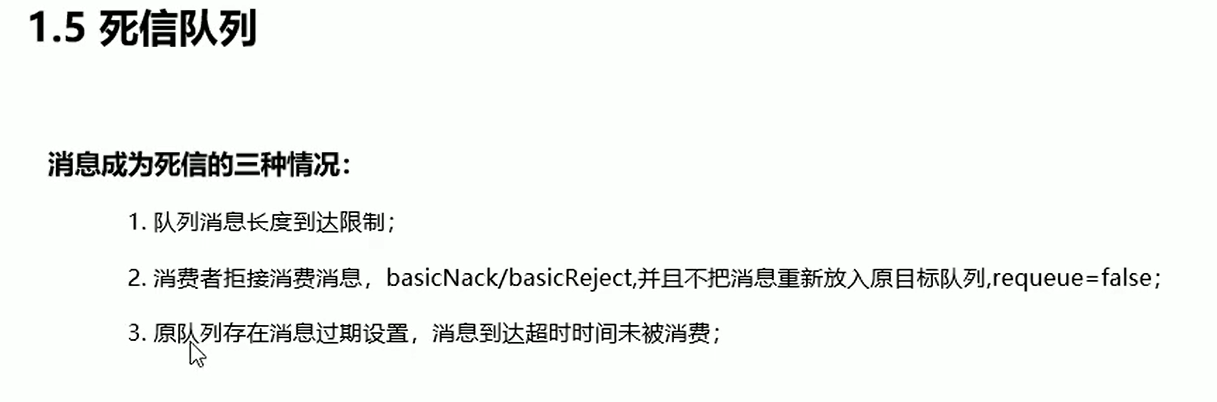 1.5 死信队列
消息成为死信的三种情况：
1. 队列消息长度到达限制；
2. 消费者拒接消费消息，basicNack/basicReject,并且不把消息重新放入原目标队列,requeue=false；
3. 原队列存在消息过期设置，消息到达超时时间未被消费；